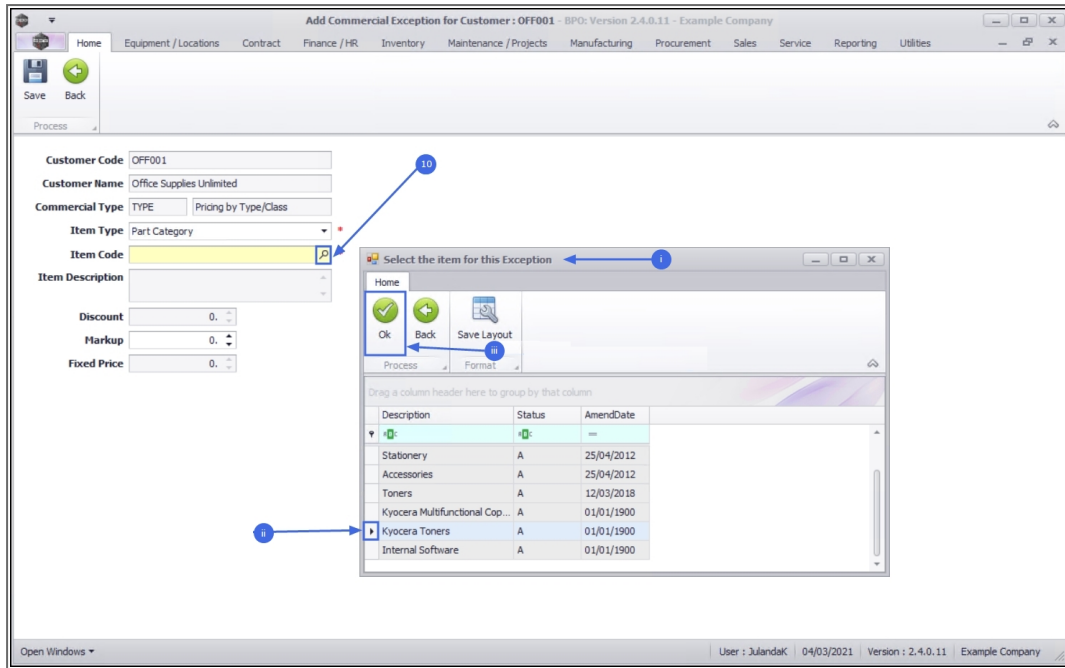 Add Commercial Exception for Customer : OFF001 - BPO: Version 2.4.0.11 - Example Company
Home Equipment / Locations Contract Finance / HR Inventory Maintenance / Projects Manufacturing Procurement Sales Service Reporting Utilities
Save Back
Process
Customer Code OFF001
Customer Name Office Supplies Unlimited
Commercial Type TYPE Pricing by Type/Class
Item Type Part Category *
Item Code
Item Description
Discount 0.
Markup 0.
Fixed Price 0.
10
Select the item for this Exception
i
Home
Ok Back Save Layout
iii
Process Format
Drag a column header here to group by that column
Description Status AmendDate
=
Stationery A 25/04/2012
Accessories A 25/04/2012
Toners A 12/03/2018
Kyocera Multifunctional Cop... A 01/01/1900
Kyocera Toners A 01/01/1900
Internal Software A 01/01/1900
ii
Open Windows User : JulandaK 04/03/2021 Version : 2.4.0.11 Example Company